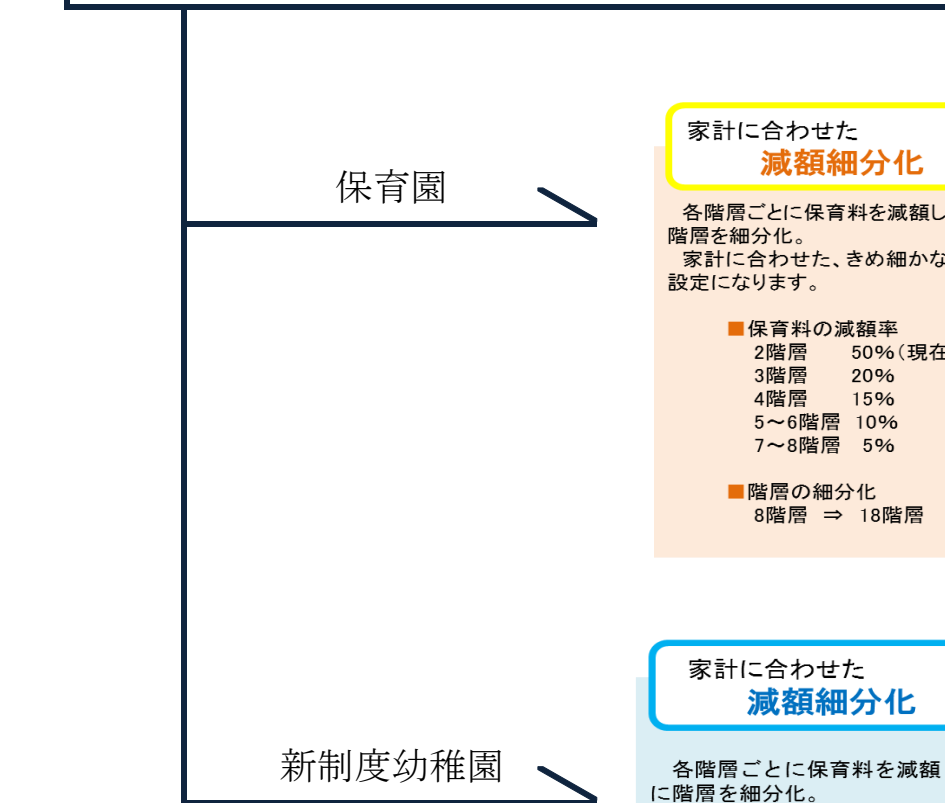 保育園
家計に合わせた
減額細分化
各階層ごとに保育料を減額し
階層を細分化。
家計に合わせた、きめ細かな
設定になります。
■保育料の減額率
2階層 50%(現在
3階層 20%
4階層 15%
5～6階層 10%
7～8階層 5%
■階層の細分化
8階層 ⇒ 18階層
新制度幼稚園
家計に合わせた
減額細分化
各階層ごとに保育料を減額
に階層を細分化。